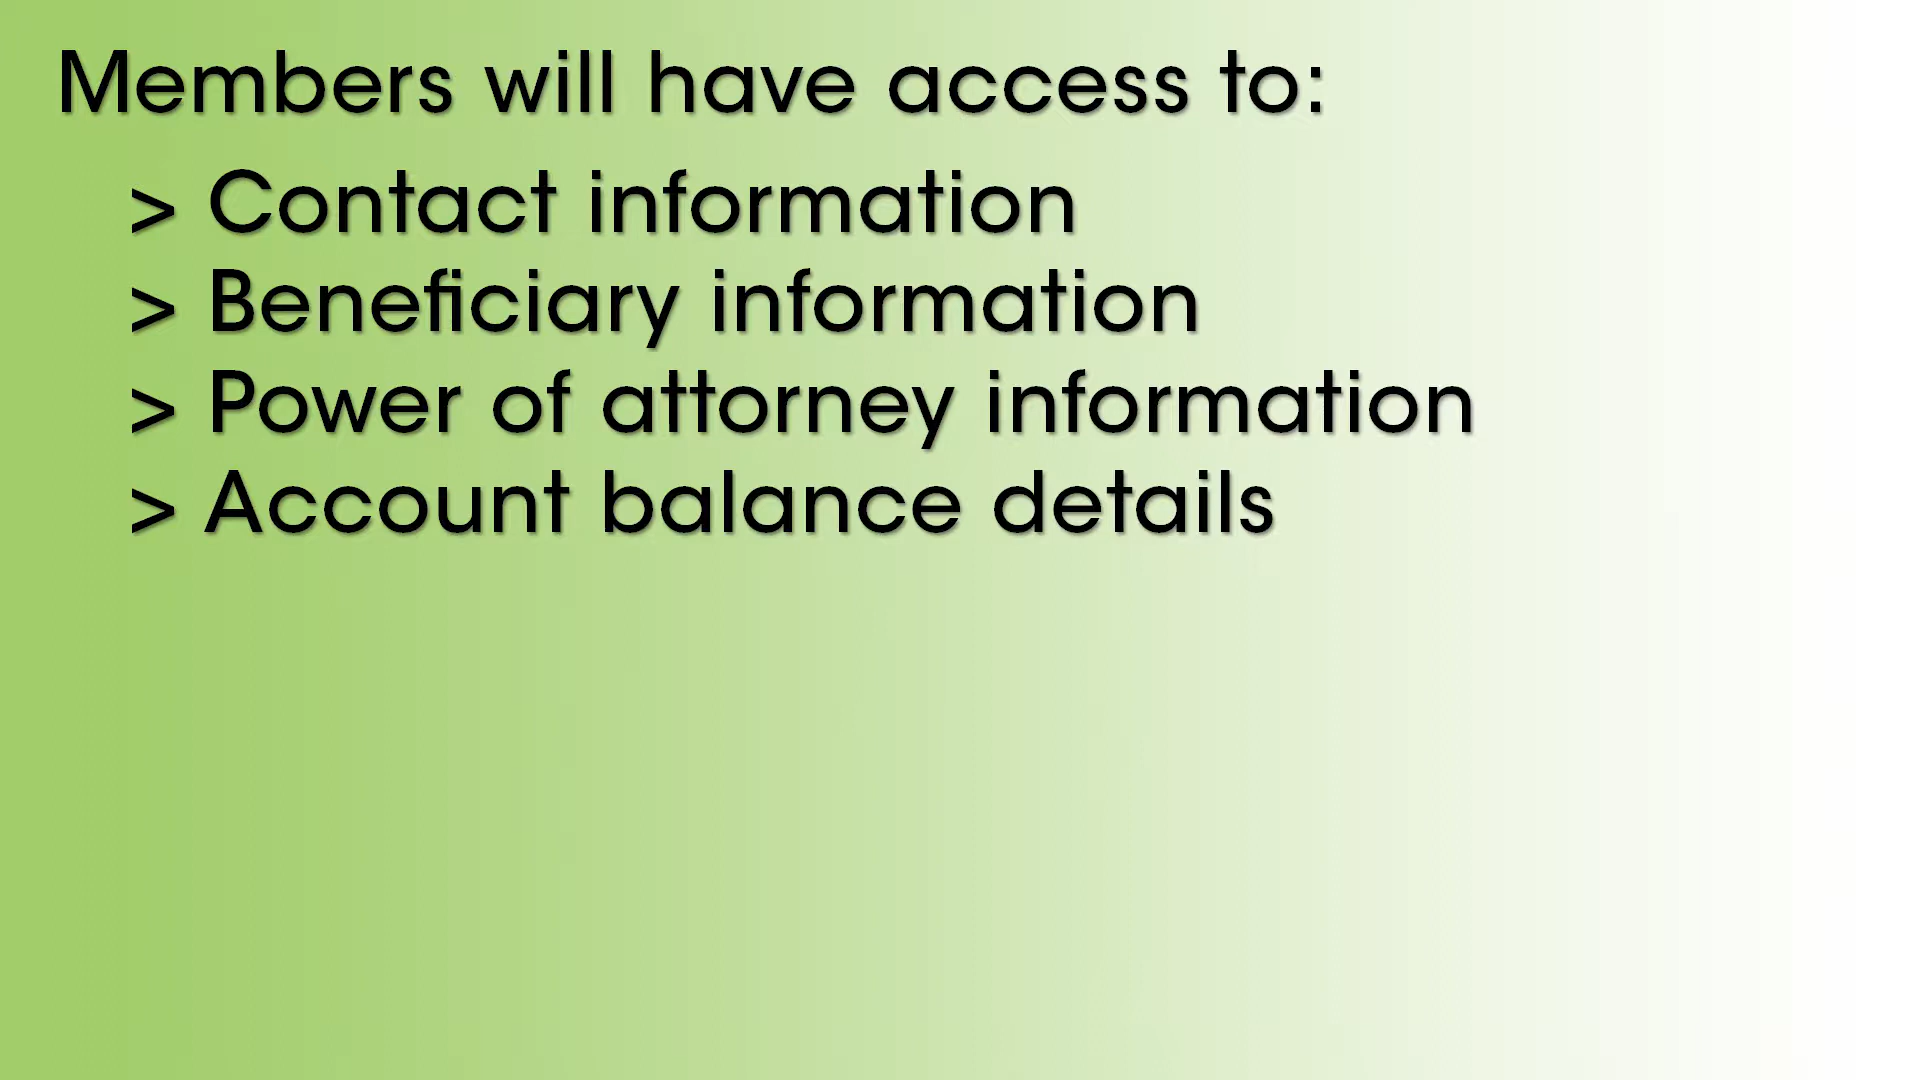 Members will have access to:
> Contact information
> Beneficiary information
> Power of attorney information
> Account balance details